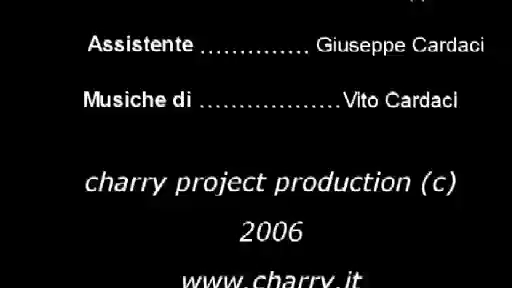 Assistente .............. Giuseppe Cardaci
Musiche di ..................Vito Cardaci
charry project production (c)
2006
www.charry.it